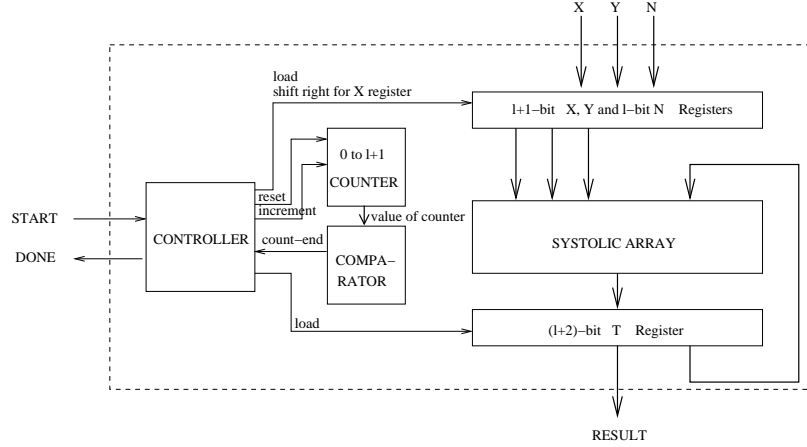 X Y N
load
shift right for X register
l+1-bit X, Y and l-bit N Registers
0 to l+1
COUNTER
reset
increment
value of counter
START
CONTROLLER
count-end
SYSTOLIC ARRAY
DONE
COMPA-
RATOR
load
(l+2)-bit T Register
RESULT